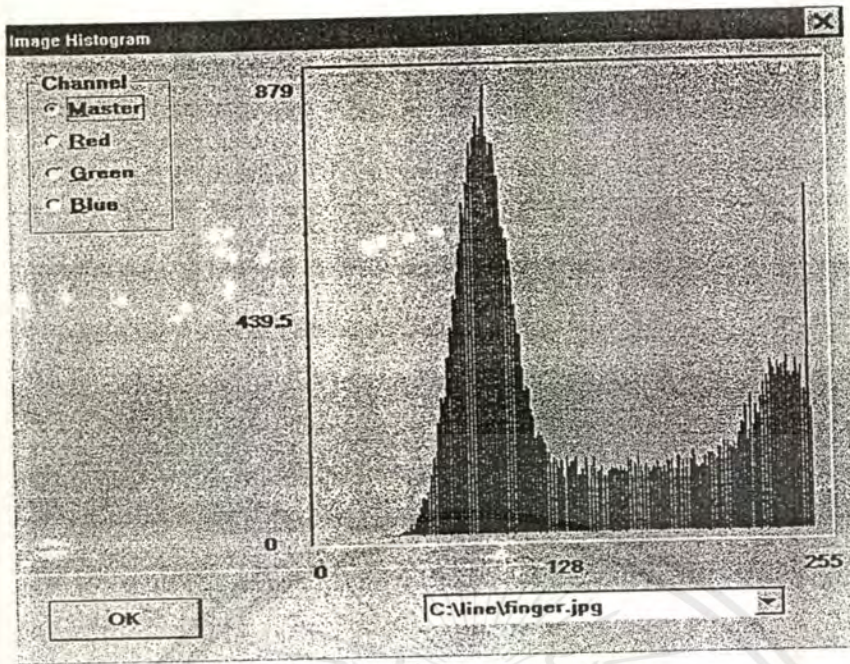 Image Histogram
Channel
Master
Red
Green
Blue
879
439.5
0
0 128 255
OK
C:\line\finger.jpg